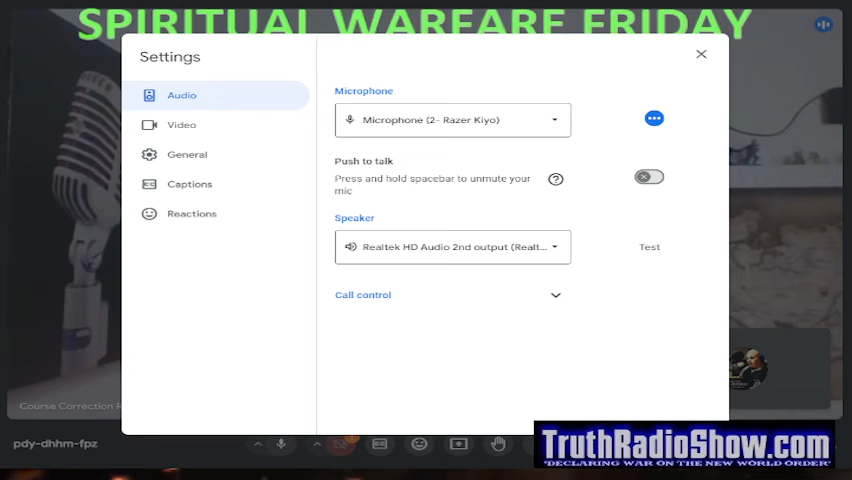 SPIRITUAL WARFARE FRIDAY
Settings
Audio
Video
General
Captions
Reactions
Microphone
Microphone (2- Razer Kiyo)
Push to talk
Press and hold spacebar to unmute your
mic
Speaker
Realtek HD Audio 2nd output (Realt...
Test
Call control
Course Correction R
pdy-dhhm-fpz
TruthRadioShow.com
"DECLARING WAR ON THE NEW WORLD ORDER"